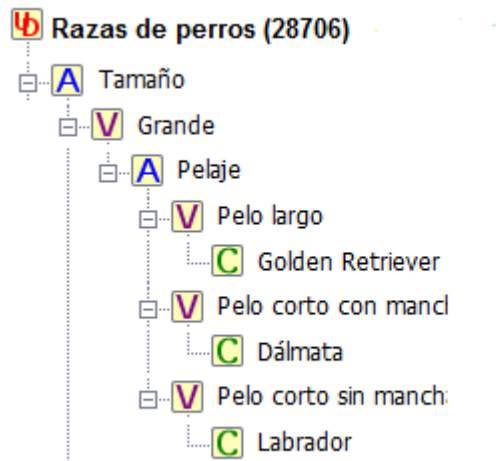 UD Razas de perros (28706)
A Tamaño
V Grande
A Pelaje
V Pelo largo
C Golden Retriever
V Pelo corto con
C Dálmata
V Pelo corto sin
C Labrador